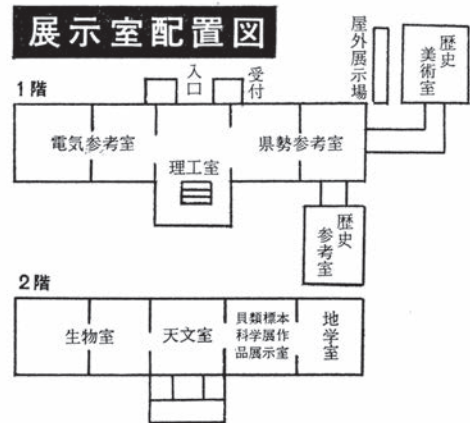 展示室配置図
1階
入口
受付
屋外展示場
歴史
美術室
電気参考室
理工室
県勢参考室
歴史
参考室
2階
生物室
天文室
貝類標本
科学展作
品展示室
地学室